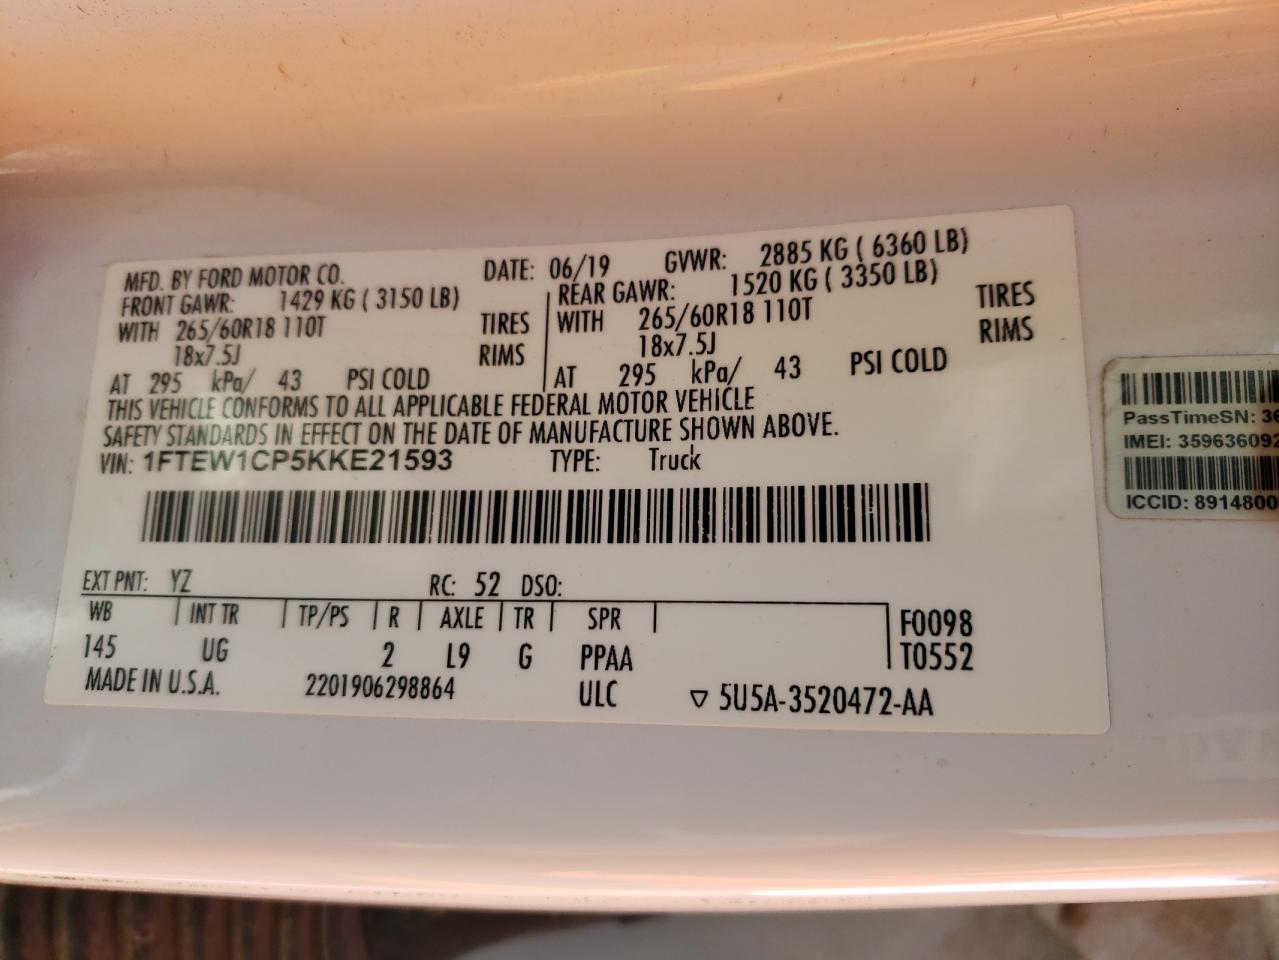 MFD. BY FORD MOTOR CO. DATE: 06/19 GVWR: 2885 KG ( 6360 LB)
FRONT GAWR: 1429 KG ( 3150 LB) REAR GAWR: 1520 KG ( 3350 LB)
WITH 265/60R18 110T TIRES WITH 265/60R18 110T TIRES
18x7.5J RIMS 18x7.5J RIMS
AT 295 kPa/ 43 PSI COLD AT 295 kPa/ 43 PSI COLD
THIS VEHICLE CONFORMS TO ALL APPLICABLE FEDERAL MOTOR VEHICLE
SAFETY STANDARDS IN EFFECT ON THE DATE OF MANUFACTURE SHOWN ABOVE.
VIN: 1FTEW1CP5KKE21593 TYPE: Truck
EXT PNT: YZ RC: 52 DSO:
WB INT TR TP/PS R AXLE TR SPR F0098
145 UG 2 L9 G PPAA T0552
MADE IN U.S.A. 2201906298864 ULC ▽ 5U5A-3520472-AA
PassTimeSN: 36
IMEI: 359636092
ICCID: 8914800